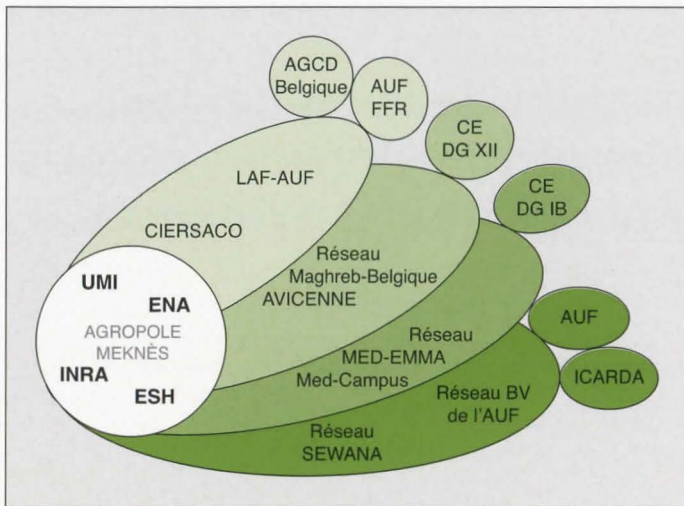 AGCD
Belgique
AUF
FFR
CE
DG XII
CE
DG IB
AUF
ICARDA
LAF-AUF
CIERSACO
Réseau
Maghreb-Belgique
AVICENNE
Réseau
MED-EMMA
Med-Campus
Réseau BV
de l'AUF
Réseau
SEWANA
UMI
ENA
AGROPOLE
MEKNÈS
INRA
ESH